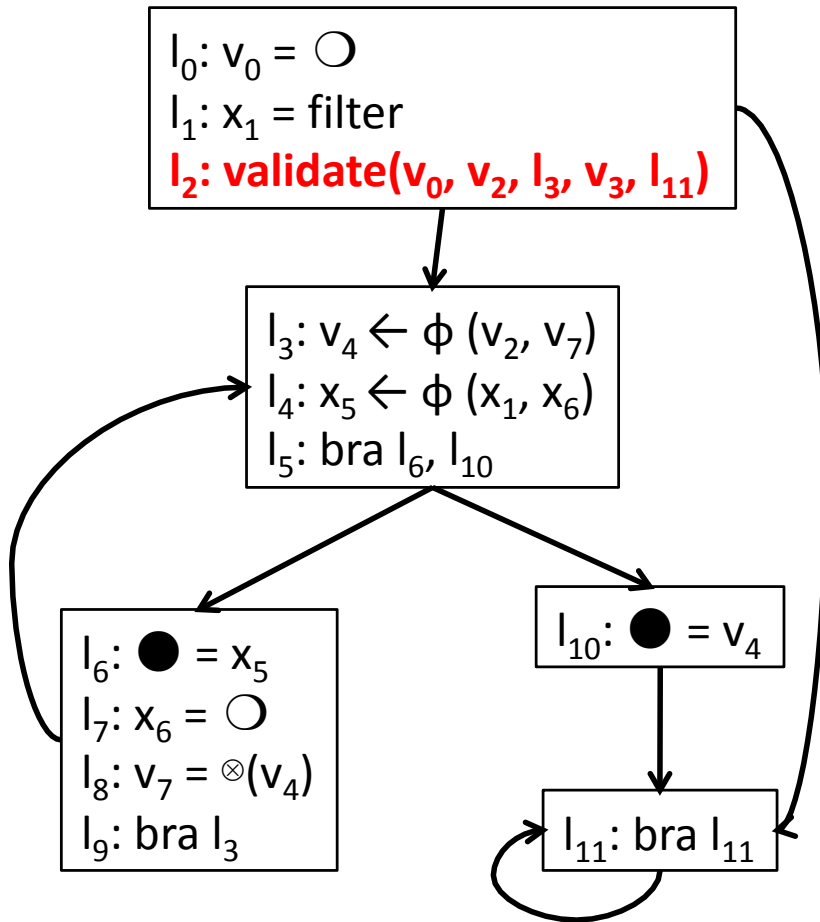 l₀: v₀ = ○
l₁: x₁ = filter
l₂: validate(v₀, v₂, l₃, v₃, l₁₁)
l₃: v₄ ← ϕ (v₂, v₇)
l₄: x₅ ← ϕ (x₁, x₆)
l₅: bra l₆, l₁₀
l₆: ● = x₅
l₇: x₆ = ○
l₈: v₇ = ⊗(v₄)
l₉: bra l₃
l₁₀: ● = v₄
l₁₁: bra l₁₁